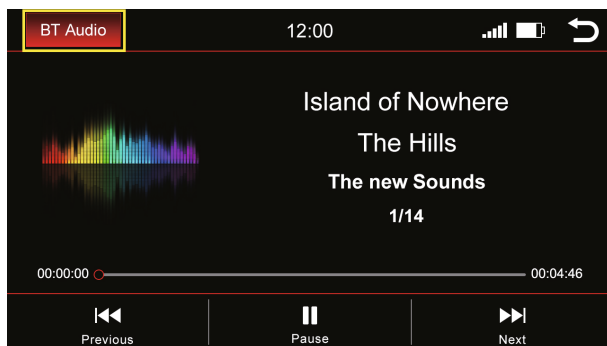 BT Audio 12:00
Island of Nowhere
The Hills
The new Sounds
1/14
00:00:00 00:04:46
Previous Pause Next